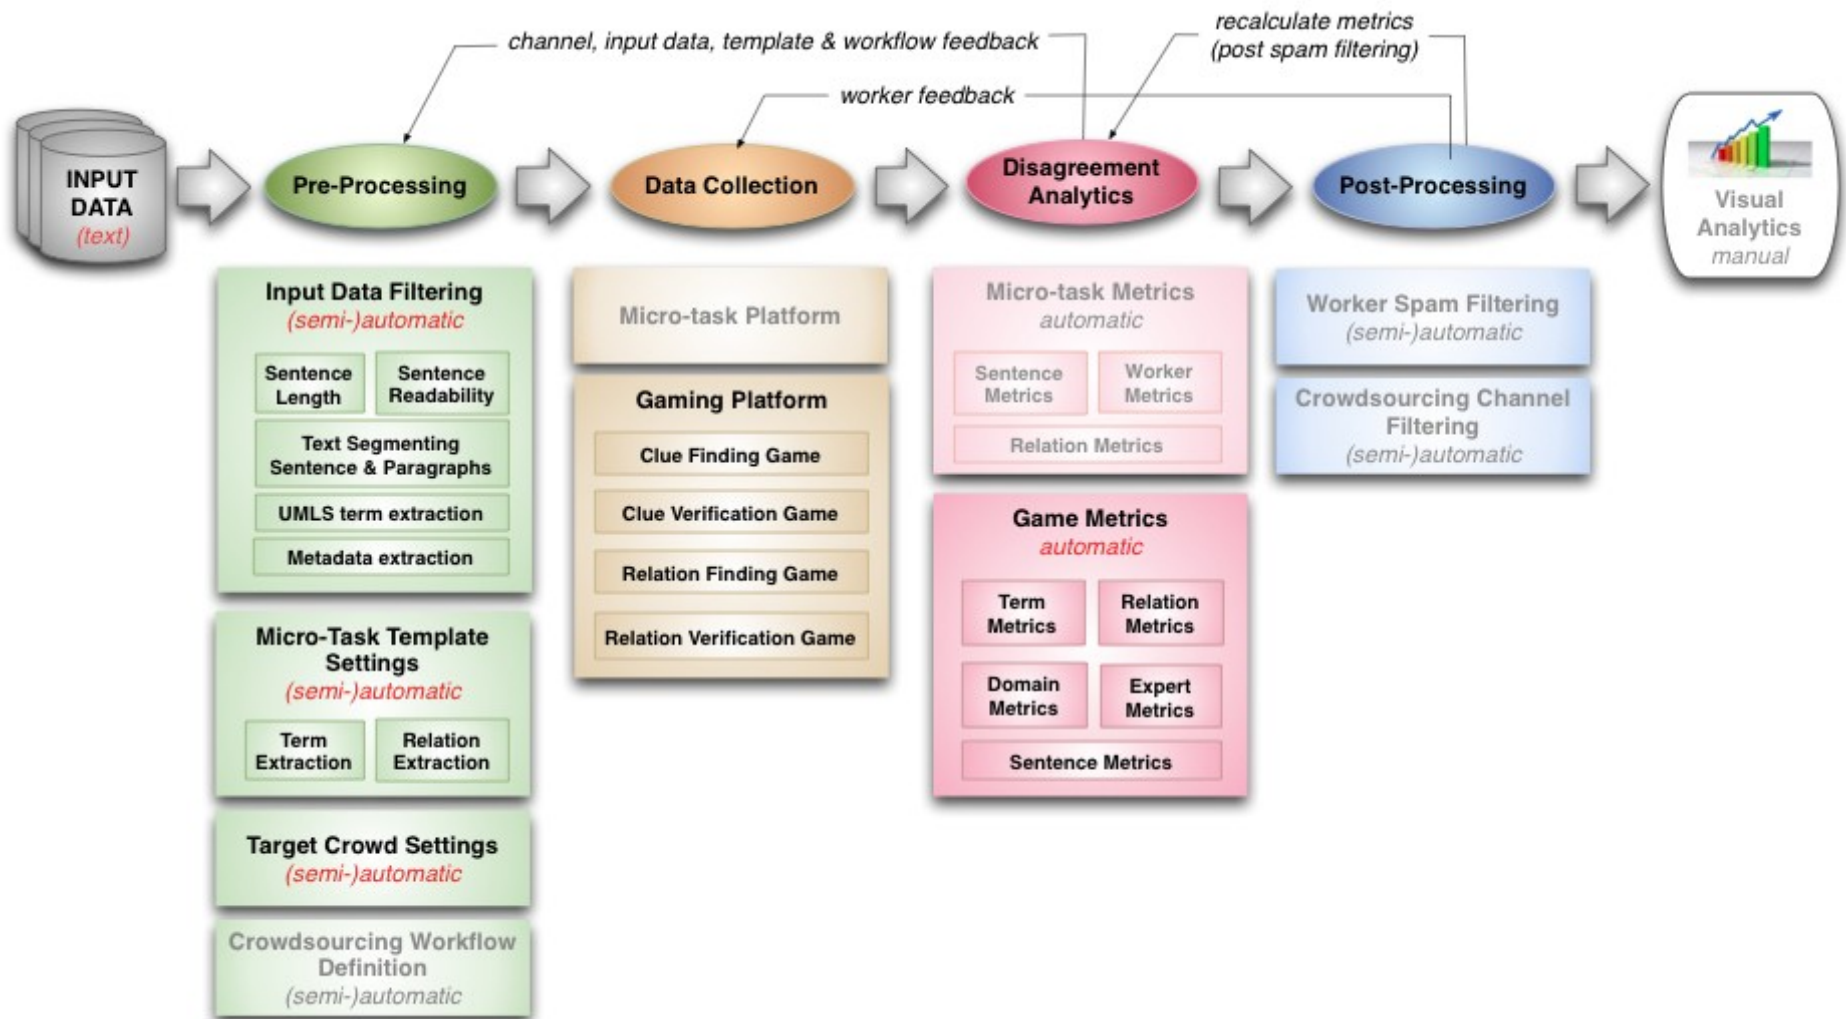 recalculate metrics
(post spam filtering)
channel, input data, template & workflow feedback
worker feedback
INPUT
DATA
(text)
Pre-Processing
Data Collection
Disagreement
Analytics
Post-Processing
Visual
Analytics
manual
Input Data Filtering
(semi-)automatic
Sentence
Length
Sentence
Readability
Text Segmenting
Sentence & Paragraphs
UMLS term extraction
Metadata extraction
Micro-Task Template
Settings
(semi-)automatic
Term
Extraction
Relation
Extraction
Target Crowd Settings
(semi-)automatic
Crowdsourcing Workflow
Definition
(semi-)automatic
Micro-task Platform
Gaming Platform
Clue Finding Game
Clue Verification Game
Relation Finding Game
Relation Verification Game
Micro-task Metrics
automatic
Sentence
Metrics
Worker
Metrics
Relation Metrics
Game Metrics
automatic
Term
Metrics
Relation
Metrics
Domain
Metrics
Expert
Metrics
Sentence Metrics
Worker Spam Filtering
(semi-)automatic
Crowdsourcing Channel
Filtering
(semi-)automatic